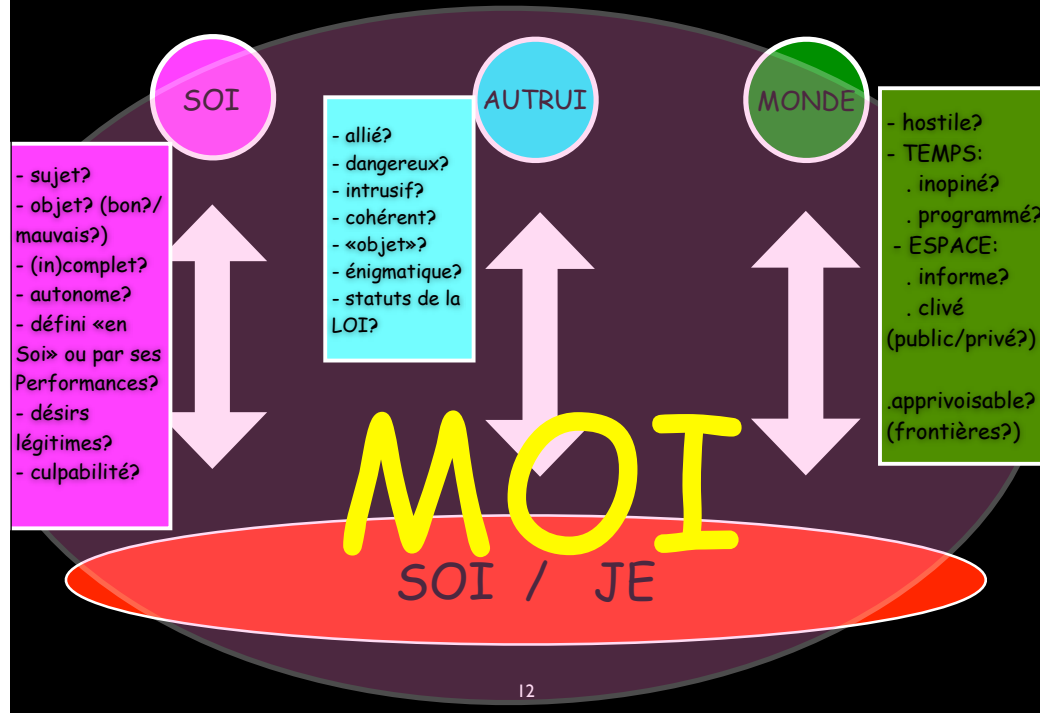 SOI
AUTRUI
MONDE
- sujet?
- objet? (bon?/
mauvais?)
- (in)complet?
- autonome?
- défini «en
Soi» ou par ses
Performances?
- désirs
légitimes?
- culpabilité?
- allié?
- dangereux?
- intrusif?
- cohérent?
- «objet»?
- énigmatique?
- statuts de la
LOI?
- hostile?
- TEMPS:
. inopiné?
. programmé?
- ESPACE:
. informe?
. clivé
(public/privé?)
.apprivoisable?
(frontières?)
MOI
SOI / JE
12